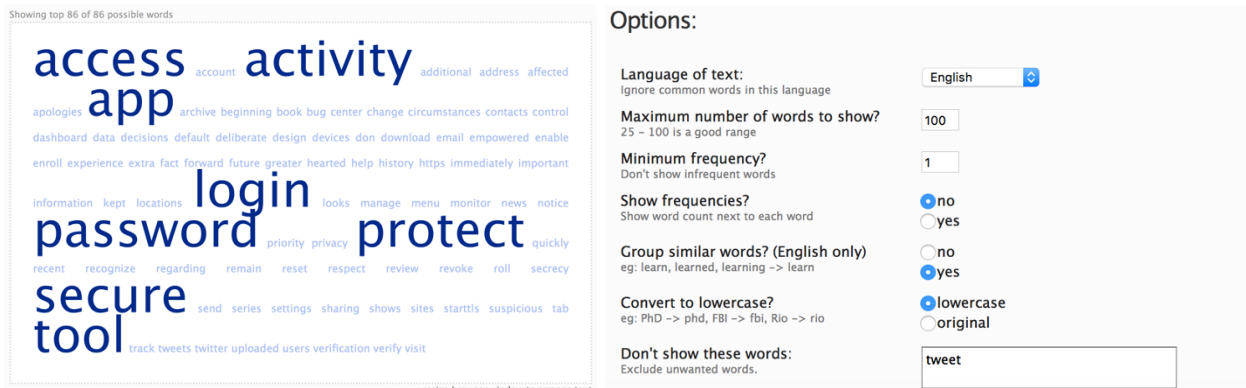 Showing top 86 of 86 possible words
access account activity additional address affected
apologies app archive beginning book bug center change circumstances contacts control
dashboard data decisions default deliberate design devices don download email empowered enable
enroll experience extra fact forward future greater hearted help history https immediately important
information kept locations login looks manage menu monitor news notice
password priority privacy protect quickly
recent recognize regarding remain reset respect review revoke roll secrecy
secure send series settings sharing shows sites starttls suspicious tab
tool track tweets twitter uploaded users verification verify visit
Options:
Language of text:
Ignore common words in this language
English
Maximum number of words to show?
25 - 100 is a good range
100
Minimum frequency?
Don't show infrequent words
1
Show frequencies?
Show word count next to each word
no
yes
Group similar words? (English only)
eg: learn, learned, learning -> learn
no
yes
Convert to lowercase?
eg: PhD -> phd, FBI -> fbi, Rio -> rio
lowercase
original
Don't show these words:
Exclude unwanted words.
tweet